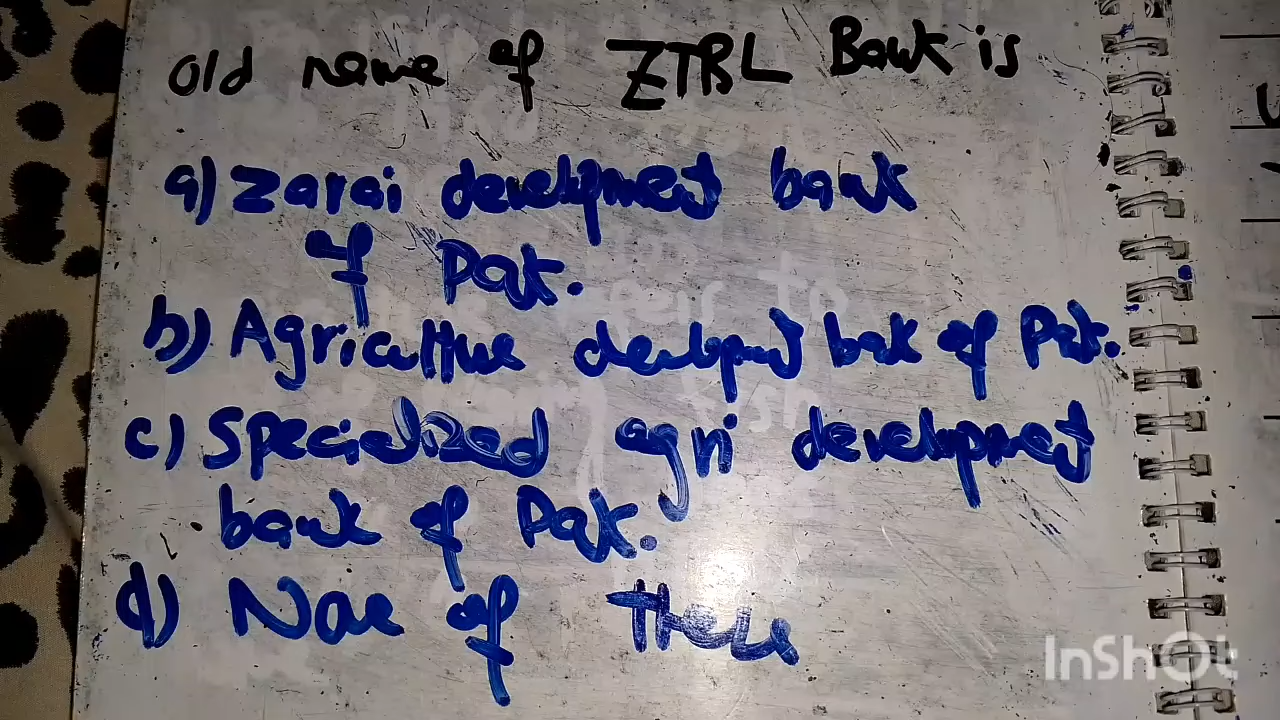 old name of ZTBL Bank is
a) Zarai development bank
of Pak.
b) Agriculture development bank of Pak.
c) Specialized agri development
bank of Pak.
d) None of these
InShOt